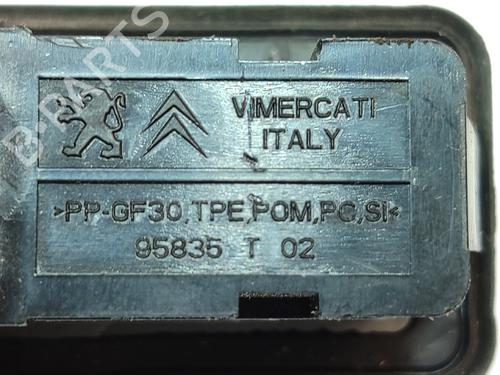 VIMERCATI
ITALY
>PP-GF30,TPE,POM,PC,SI<
95835 T 02
B-PARTS